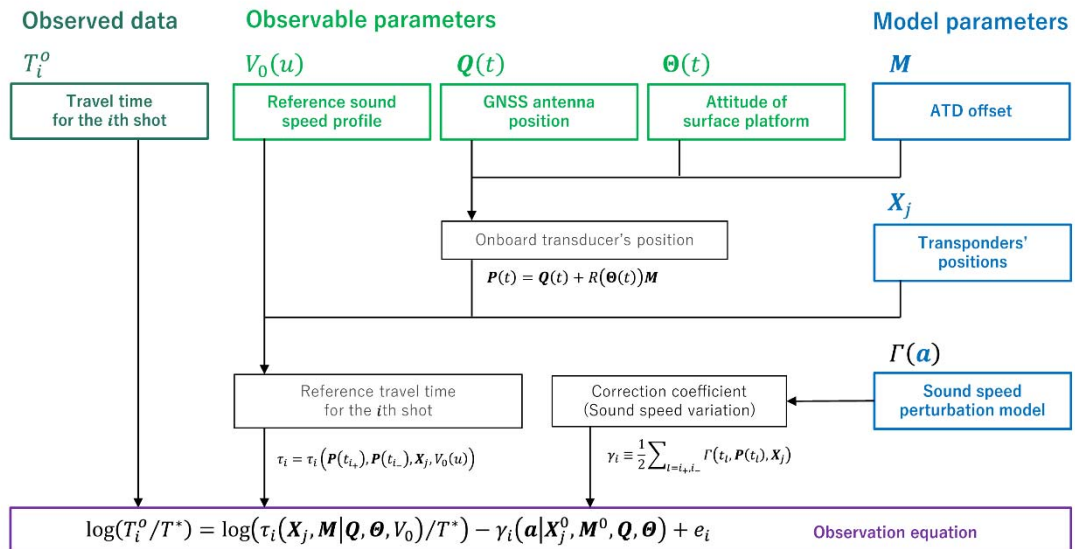 Observed data
Observable parameters
Model parameters
T_i^o
V_0(u)
Q(t)
Θ(t)
M
Travel time
for the ith shot
Reference sound
speed profile
GNSS antenna
position
Attitude of
surface platform
ATD offset
X_j
Onboard transducer's position
Transponders'
positions
P(t) = Q(t) + R(Θ(t))M
Γ(a)
Reference travel time
for the ith shot
Correction coefficient
(Sound speed variation)
Sound speed
perturbation model
τ_i = τ_i(P(t_{i+}), P(t_{i−}), X_j, V_0(u))
γ_i ≡ 1/2 ∑_{l=i+,i−} Γ(t_l, P(t_l), X_j)
log(T_i^o/T*) = log(τ_i(X_j, M|Q, Θ, V_0)/T*) − γ_i(a|X_j^0, M^0, Q, Θ) + e_i
Observation equation